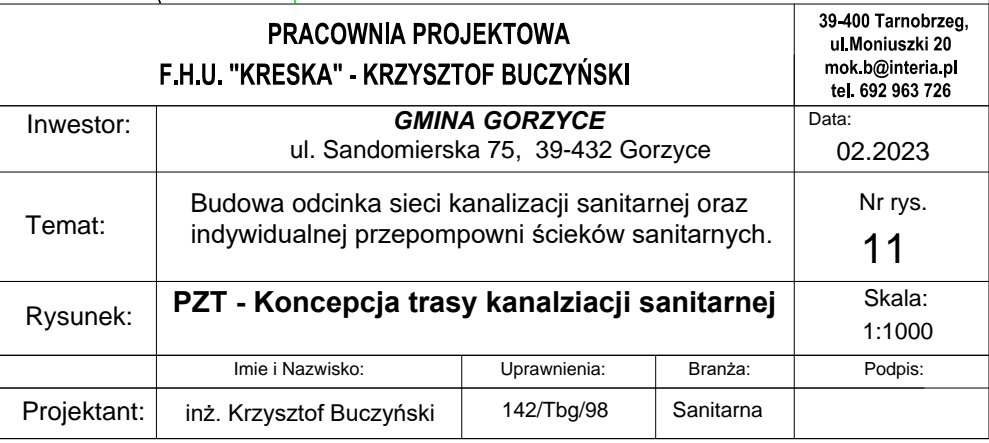 PRACOWNIA PROJEKTOWA
F.H.U. "KRESKA" - KRZYSZTOF BUCZYŃSKI
39-400 Tarnobrzeg,
ul.Moniuszki 20
mok.b@interia.pl
tel. 692 963 726
Inwestor:
GMINA GORZYCE
ul. Sandomierska 75, 39-432 Gorzyce
Data:
02.2023
Temat:
Budowa odcinka sieci kanalizacji sanitarnej oraz
indywidualnej przepompowni ścieków sanitarnych.
Nr rys.
11
Rysunek:
PZT - Koncepcja trasy kanalziacji sanitarnej
Skala:
1:1000
Imie i Nazwisko:
Uprawnienia:
Branża:
Podpis:
Projektant:
inż. Krzysztof Buczyński
142/Tbg/98
Sanitarna